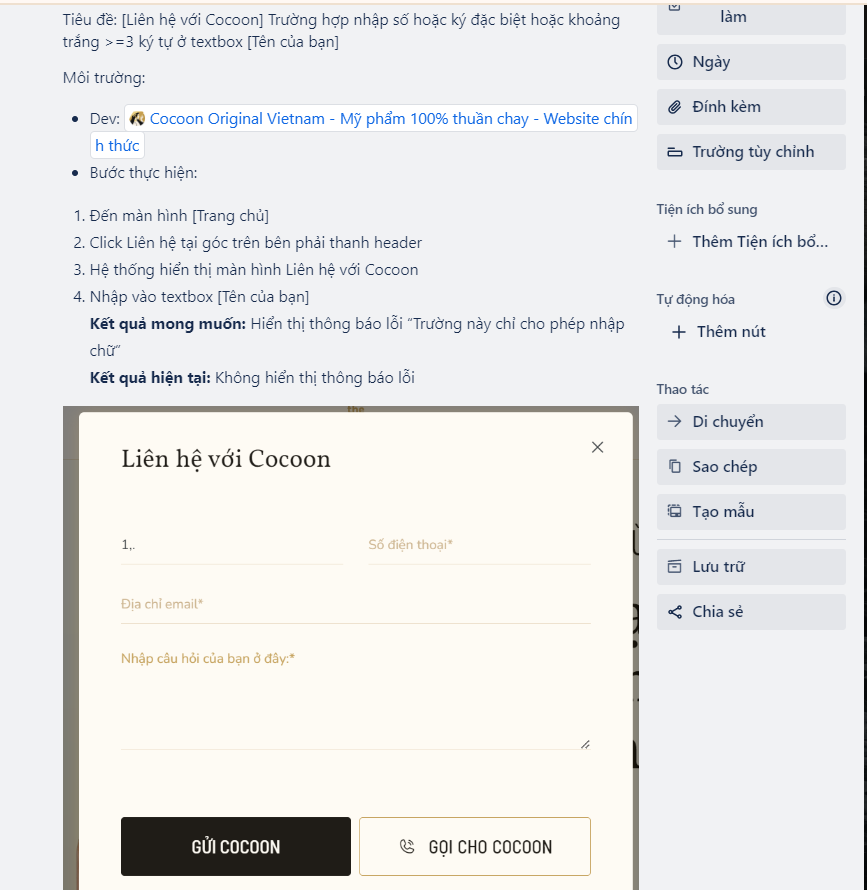 Tiêu đề: [Liên hệ với Cocoon] Trường hợp nhập số hoặc ký đặc biệt hoặc khoảng
trắng >=3 ký tự ở textbox [Tên của bạn]
Môi trường:
Dev: Cocoon Original Vietnam - Mỹ phẩm 100% thuần chay - Website chín
h thức
Bước thực hiện:
1. Đến màn hình [Trang chủ]
2. Click Liên hệ tại góc trên bên phải thanh header
3. Hệ thống hiển thị màn hình Liên hệ với Cocoon
4. Nhập vào textbox [Tên của bạn]
Kết quả mong muốn: Hiển thị thông báo lỗi “Trường này chỉ cho phép nhập
chữ”
Kết quả hiện tại: Không hiển thị thông báo lỗi
the
Liên hệ với Cocoon
1,.
Số điện thoại*
Địa chỉ email*
Nhập câu hỏi của bạn ở đây:*
GỬI COCOON
GỌI CHO COCOON
làm
Ngày
Đính kèm
Trường tùy chỉnh
Tiện ích bổ sung
Thêm Tiện ích bổ...
Tự động hóa
Thêm nút
Thao tác
Di chuyển
Sao chép
Tạo mẫu
Lưu trữ
Chia sẻ